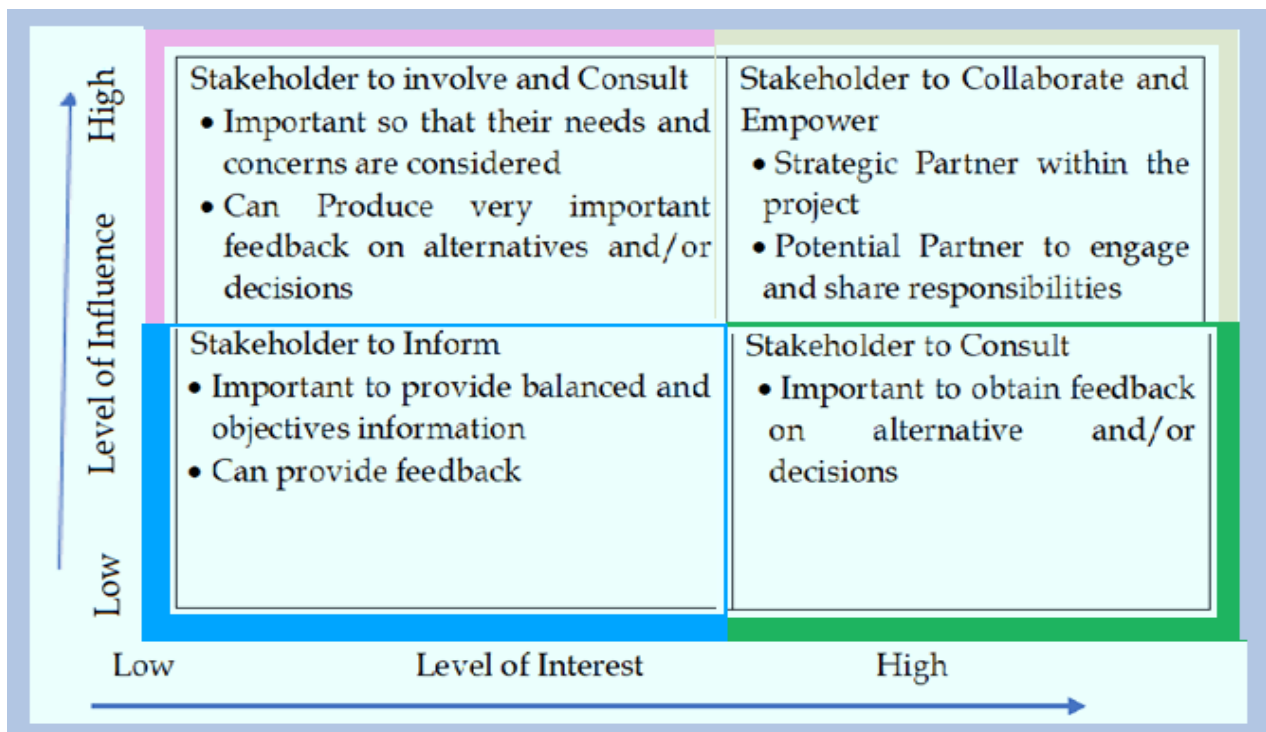 High
Level of Influence
Low
Stakeholder to involve and Consult
• Important so that their needs and
concerns are considered
• Can Produce very important
feedback on alternatives and/or
decisions
Stakeholder to Collaborate and
Empower
• Strategic Partner within the
project
• Potential Partner to engage
and share responsibilities
Stakeholder to Inform
• Important to provide balanced and
objectives information
• Can provide feedback
Stakeholder to Consult
• Important to obtain feedback
on alternative and/or
decisions
Low
Level of Interest
High